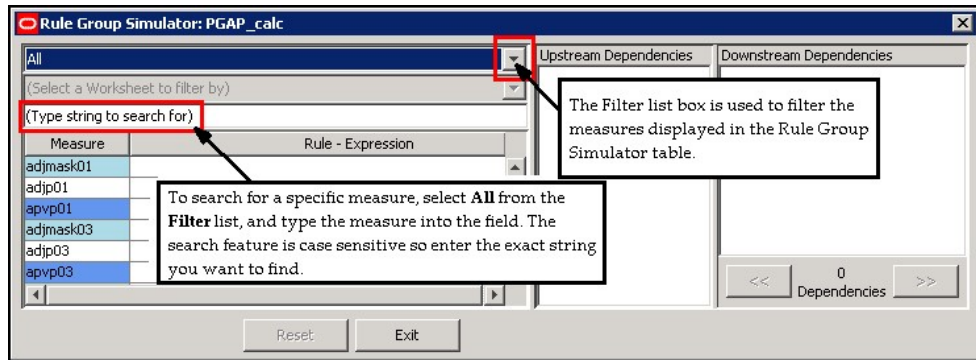 Rule Group Simulator: PGAP_calc
All
(Select a Worksheet to filter by)
(Type string to search for)
Measure Rule - Expression
adjmask01
adjp01
apvp01
adjmask03
adjp03
apvp03
To search for a specific measure, select All from the
Filter list, and type the measure into the field. The
search feature is case sensitive so enter the exact string
you want to find.
Upstream Dependencies
Downstream Dependencies
The Filter list box is used to filter the
measures displayed in the Rule Group
Simulator table.
<< 0 >>
Dependencies
Reset Exit